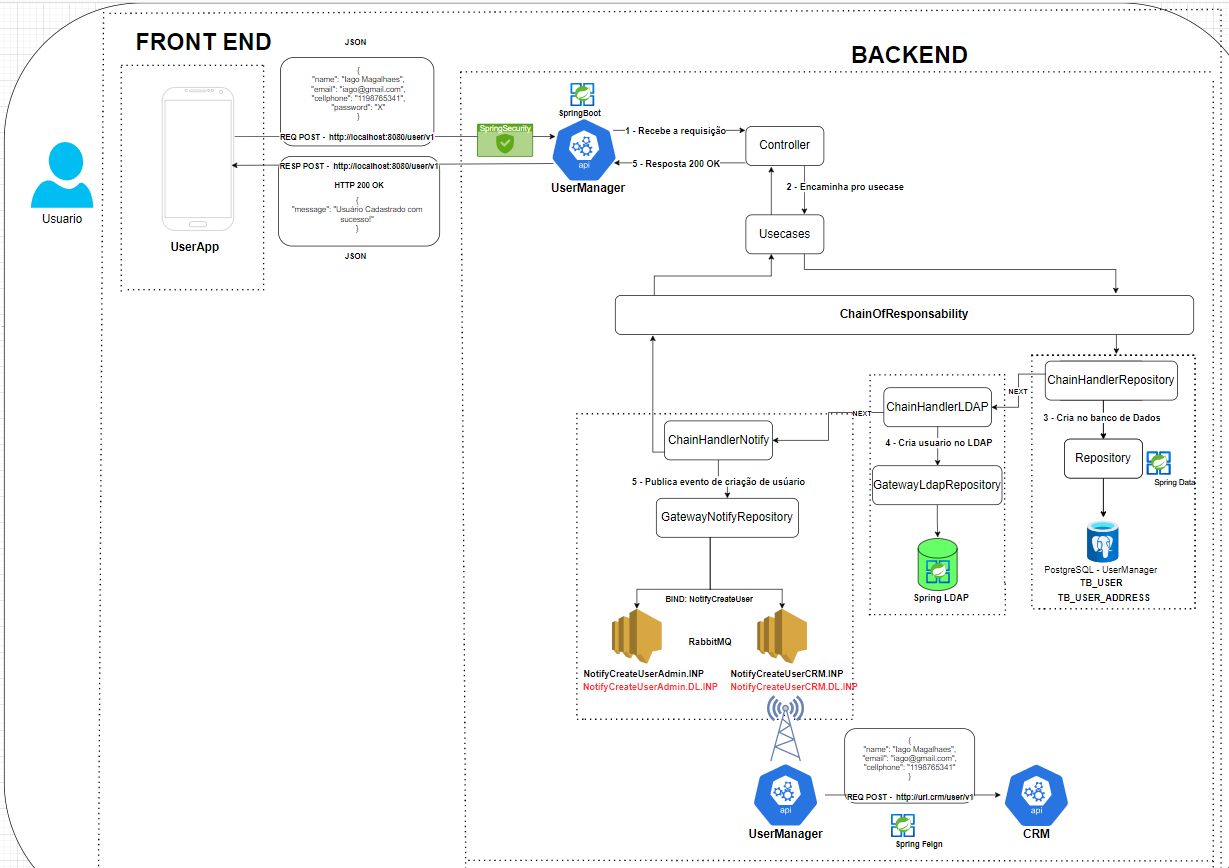 FRONT END
BACKEND
JSON
{
"name": "Iago Magalhaes",
"email": "iago@gmail.com",
"cellphone": "1198765341",
"password": "X"
}
REQ POST - http://localhost:8080/user/v1
RESP POST - http://localhost:8080/user/v1
HTTP 200 OK
{
"message": "Usuário Cadastrado com
sucesso!"
}
JSON
Usuario
UserApp
SpringSecurity
SpringBoot
api
UserManager
1 - Recebe a requisição
5 - Resposta 200 OK
Controller
2 - Encaminha pro usecase
Usecases
ChainOfResponsability
ChainHandlerRepository
NEXT
3 - Cria no banco de Dados
Repository
Spring Data
PostgreSQL - UserManager
TB_USER
TB_USER_ADDRESS
ChainHandlerLDAP
NEXT
4 - Cria usuario no LDAP
GatewayLdapRepository
Spring LDAP
ChainHandlerNotify
5 - Publica evento de criação de usúario
GatewayNotifyRepository
BIND: NotifyCreateUser
RabbitMQ
NotifyCreateUserAdmin.INP
NotifyCreateUserAdmin.DL.INP
NotifyCreateUserCRM.INP
NotifyCreateUserCRM.DL.INP
api
UserManager
{
"name": "Iago Magalhaes",
"email": "iago@gmail.com",
"cellphone": "1198765341"
}
REQ POST - http://url.crm/user/v1
Spring Feign
api
CRM